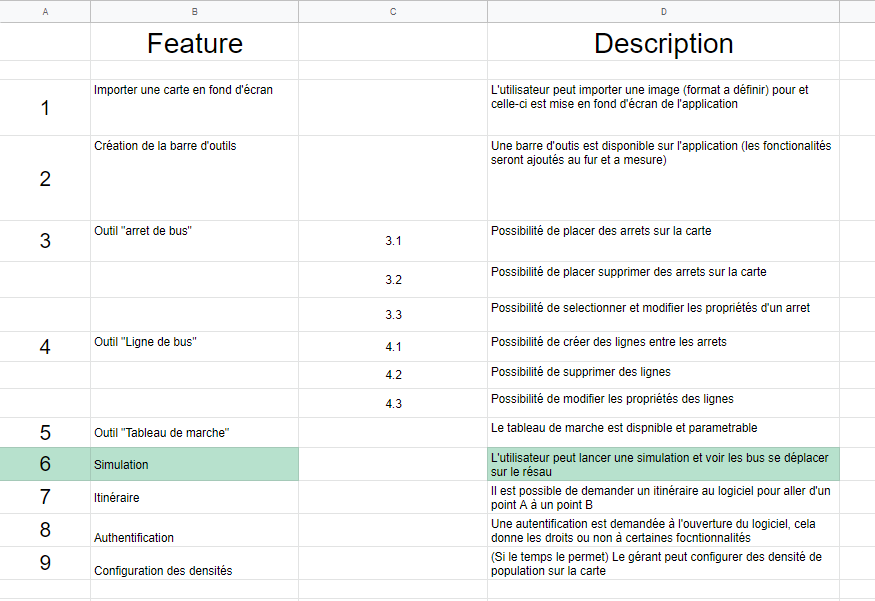 A B C D
Feature Description
1 Importer une carte en fond d'écran L'utilisateur peut importer une image (format a définir) pour et
celle-ci est mise en fond d'écran de l'application
2 Création de la barre d'outils Une barre d'outis est disponible sur l'application (les fonctionalités
seront ajoutés au fur et a mesure)
3 Outil "arret de bus" 3.1 Possibilité de placer des arrets sur la carte
3.2 Possibilité de placer supprimer des arrets sur la carte
3.3 Possibilité de selectionner et modifier les propriétés d'un arret
4 Outil "Ligne de bus" 4.1 Possibilité de créer des lignes entre les arrets
4.2 Possibilité de supprimer des lignes
4.3 Possibilité de modifier les propriétés des lignes
5 Outil "Tableau de marche" Le tableau de marche est dispnible et parametrable
6 Simulation L'utilisateur peut lancer une simulation et voir les bus se déplacer
sur le résau
7 Itinéraire Il est possible de demander un itinéraire au logiciel pour aller d'un
point A à un point B
8 Authentification Une autentification est demandée à l'ouverture du logiciel, cela
donne les droits ou non à certaines focntionnalités
9 Configuration des densités (Si le temps le permet) Le gérant peut configurer des densité de
population sur la carte